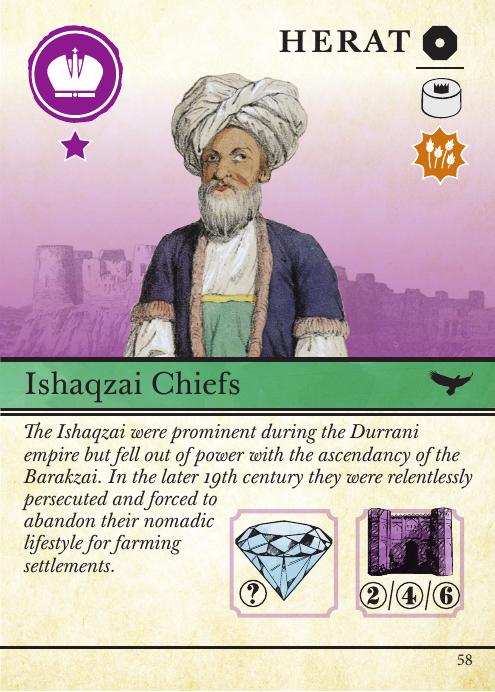 HERAT
Ishaqzai Chiefs
The Ishaqzai were prominent during the Durrani
empire but fell out of power with the ascendancy of the
Barakzai. In the later 19th century they were relentlessly
persecuted and forced to
abandon their nomadic
lifestyle for farming
settlements.
?
2/4/6
58